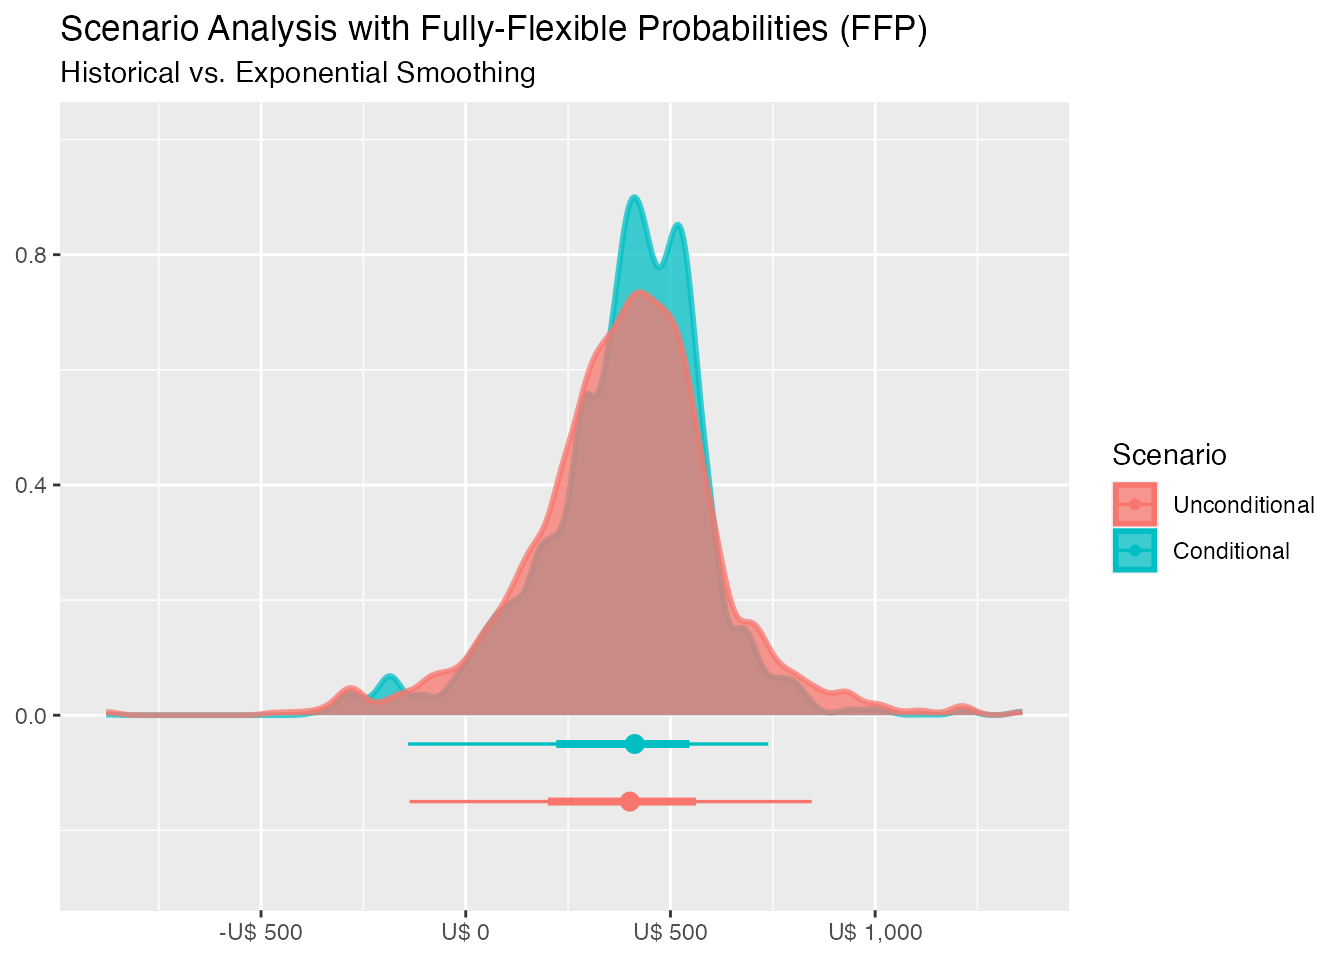 Scenario Analysis with Fully-Flexible Probabilities (FFP)
Historical vs. Exponential Smoothing
0.8
0.4
0.0
-U$ 500
U$ 0
U$ 500
U$ 1,000
Scenario
Unconditional
Conditional